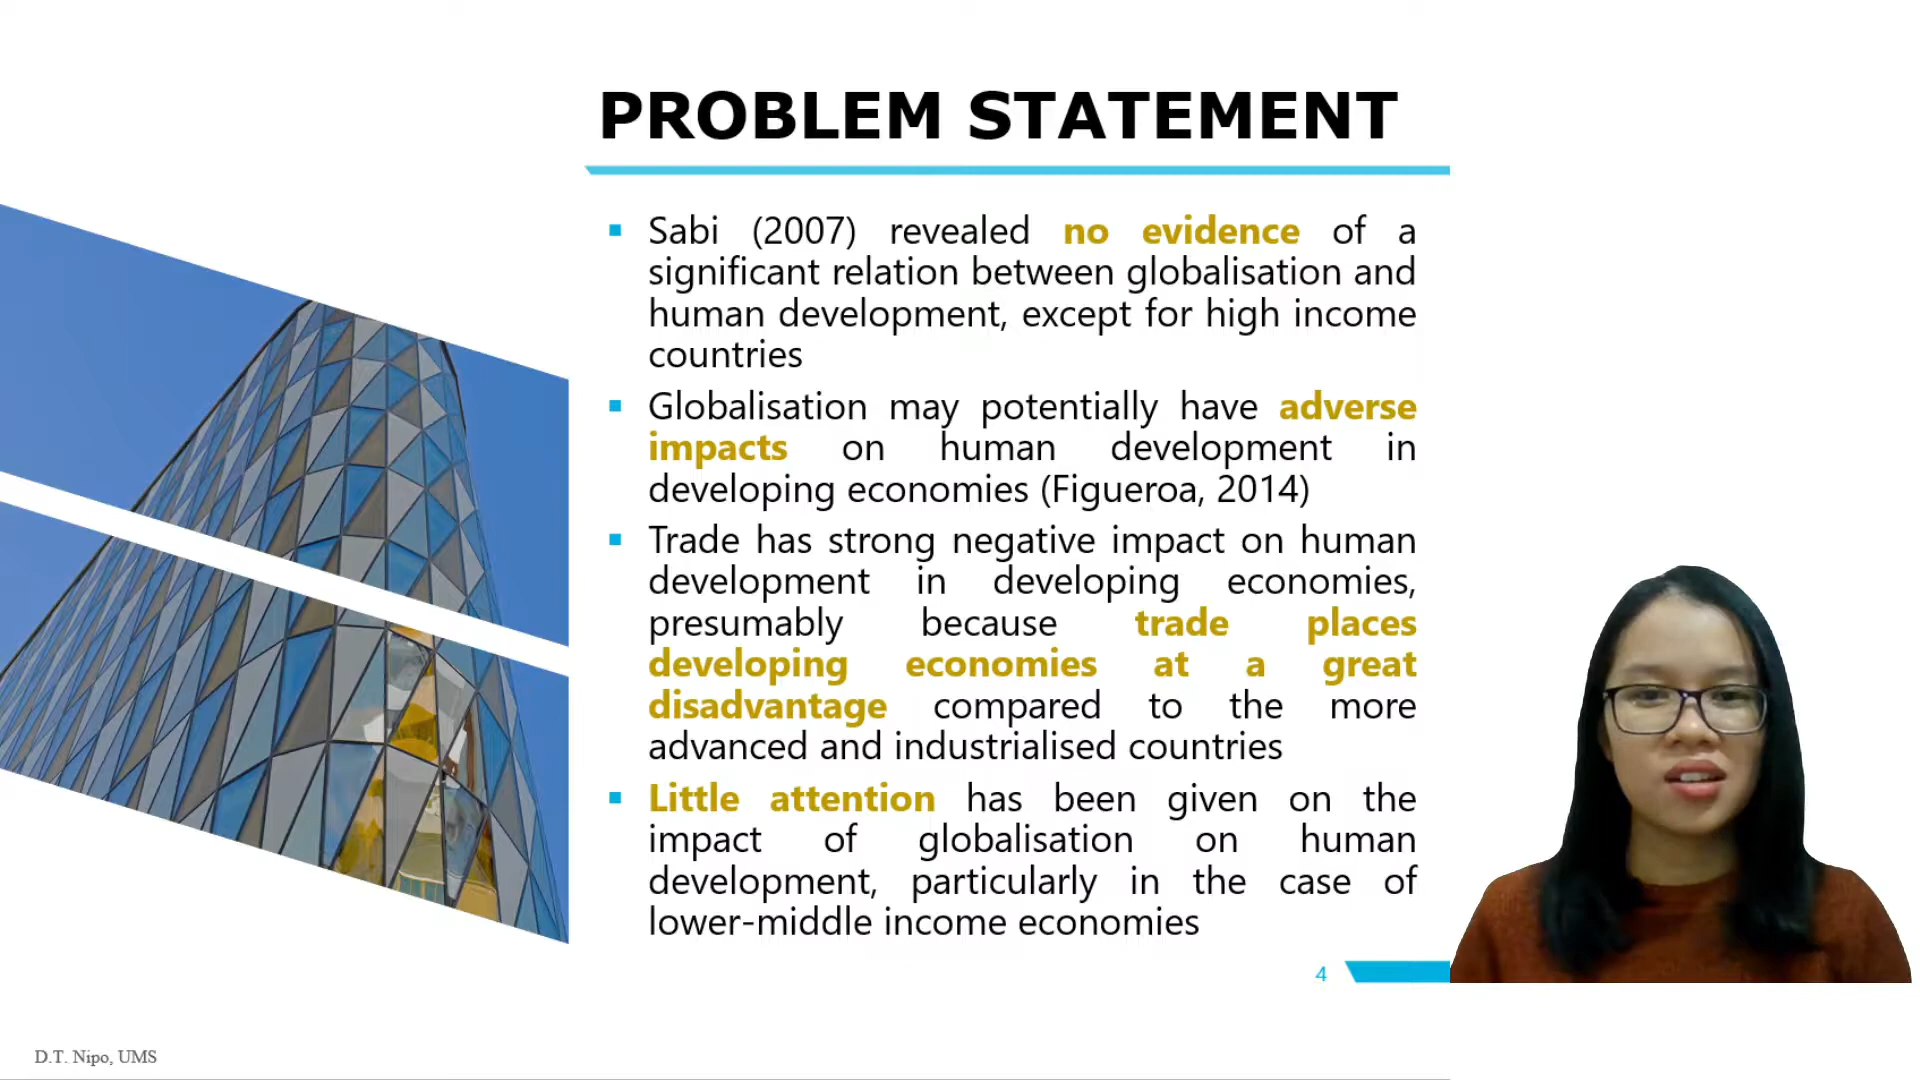 PROBLEM STATEMENT
Sabi (2007) revealed no evidence of a
significant relation between globalisation and
human development, except for high income
countries
Globalisation may potentially have adverse
impacts on human development in
developing economies (Figueroa, 2014)
Trade has strong negative impact on human
development in developing economies,
presumably because trade places
developing economies at a great
disadvantage compared to the more
advanced and industrialised countries
Little attention has been given on the
impact of globalisation on human
development, particularly in the case of
lower-middle income economies
4
D.T. Nipo, UMS